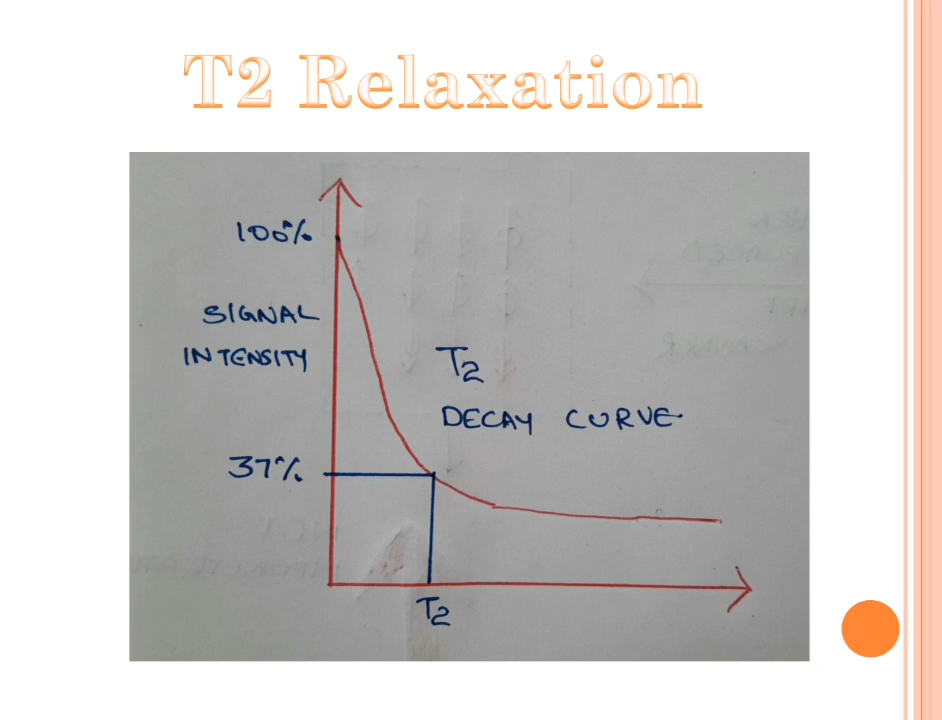 T2 Relaxation
100%
SIGNAL
INTENSITY
T2
DECAY CURVE
37%
T2